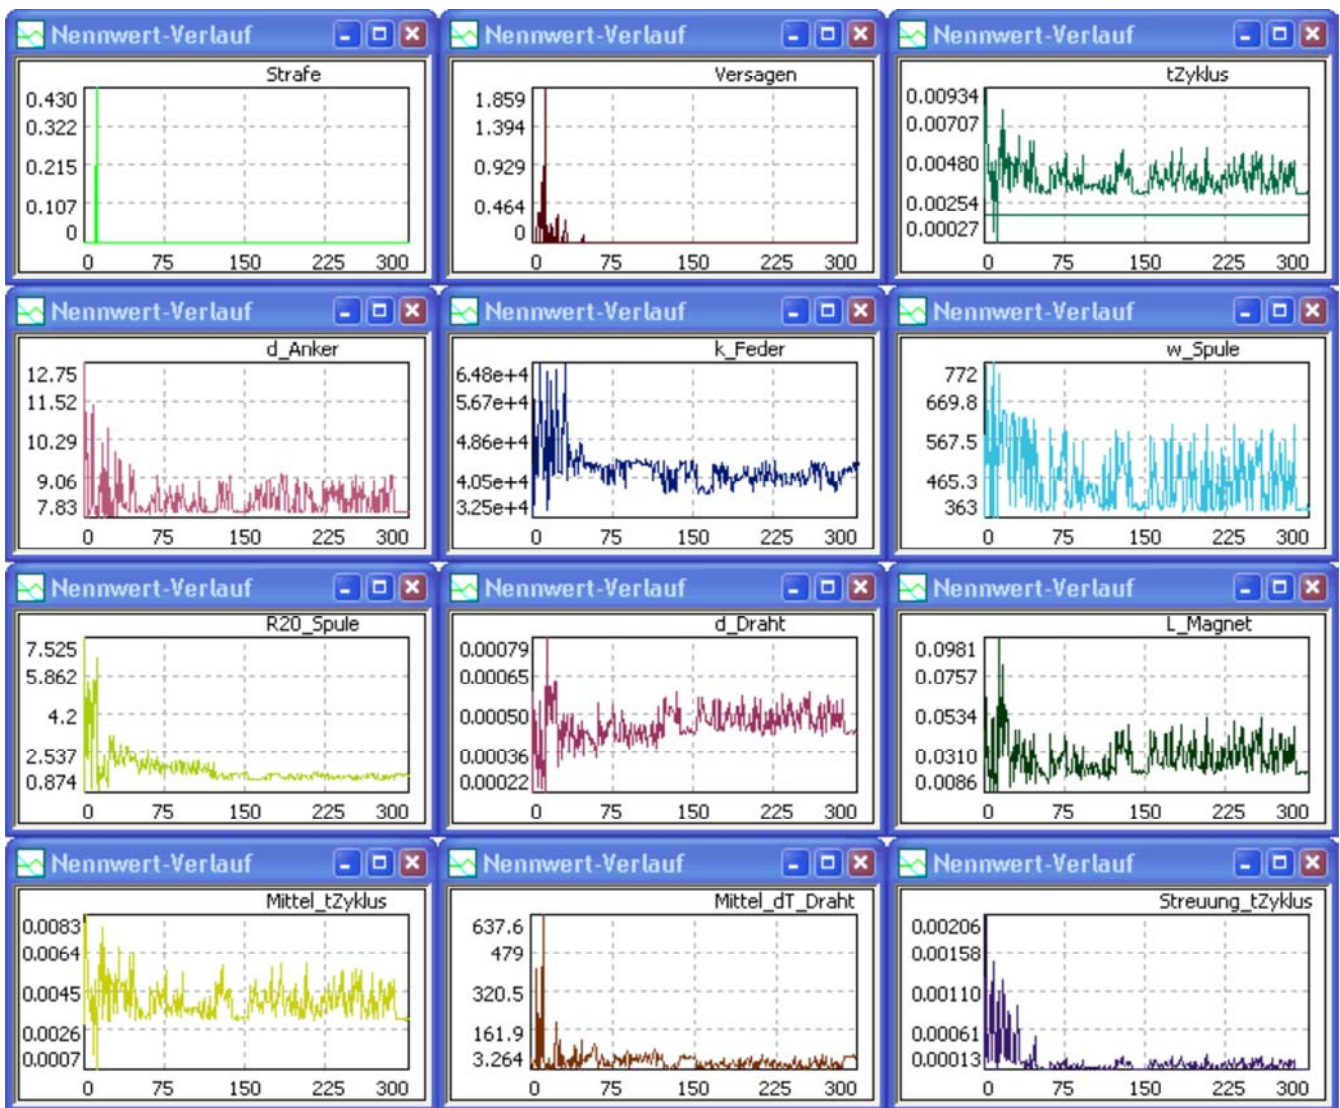 Nennwert-Verlauf
Strafe
0.430
0.322
0.215
0.107
0
0 75 150 225 300
Nennwert-Verlauf
Versagen
1.859
1.394
0.929
0.464
0
0 75 150 225 300
Nennwert-Verlauf
tZyklus
0.00934
0.00707
0.00480
0.00254
0.00027
0 75 150 225 300
Nennwert-Verlauf
d_Anker
12.75
11.52
10.29
9.06
7.83
0 75 150 225 300
Nennwert-Verlauf
k_Feder
6.48e+4
5.67e+4
4.86e+4
4.05e+4
3.25e+4
0 75 150 225 300
Nennwert-Verlauf
w_Spule
772
669.8
567.5
465.3
363
0 75 150 225 300
Nennwert-Verlauf
R20_Spule
7.525
5.862
4.2
2.537
0.874
0 75 150 225 300
Nennwert-Verlauf
d_Draht
0.00079
0.00065
0.00050
0.00036
0.00022
0 75 150 225 300
Nennwert-Verlauf
L_Magnet
0.0981
0.0757
0.0534
0.0310
0.0086
0 75 150 225 300
Nennwert-Verlauf
Mittel_tZyklus
0.0083
0.0064
0.0045
0.0026
0.0007
0 75 150 225 300
Nennwert-Verlauf
Mittel_dT_Draht
637.6
479
320.5
161.9
3.264
0 75 150 225 300
Nennwert-Verlauf
Streuung_tZyklus
0.00206
0.00158
0.00110
0.00061
0.00013
0 75 150 225 300